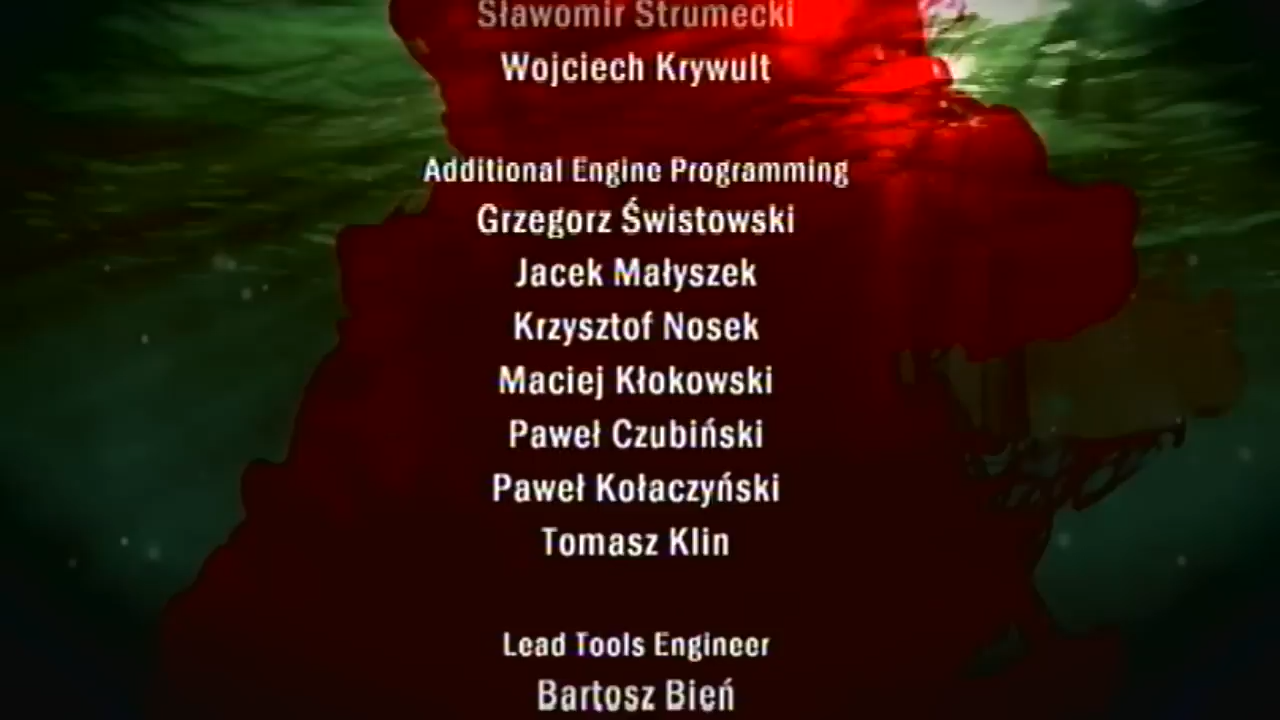 Sławomir Strumecki
Wojciech Krywult
Additional Engine Programming
Grzegorz Świstowski
Jacek Małyszek
Krzysztof Nosek
Maciej Kłokowski
Paweł Czubiński
Paweł Kołaczyński
Tomasz Klin
Lead Tools Engineer
Bartosz Bień